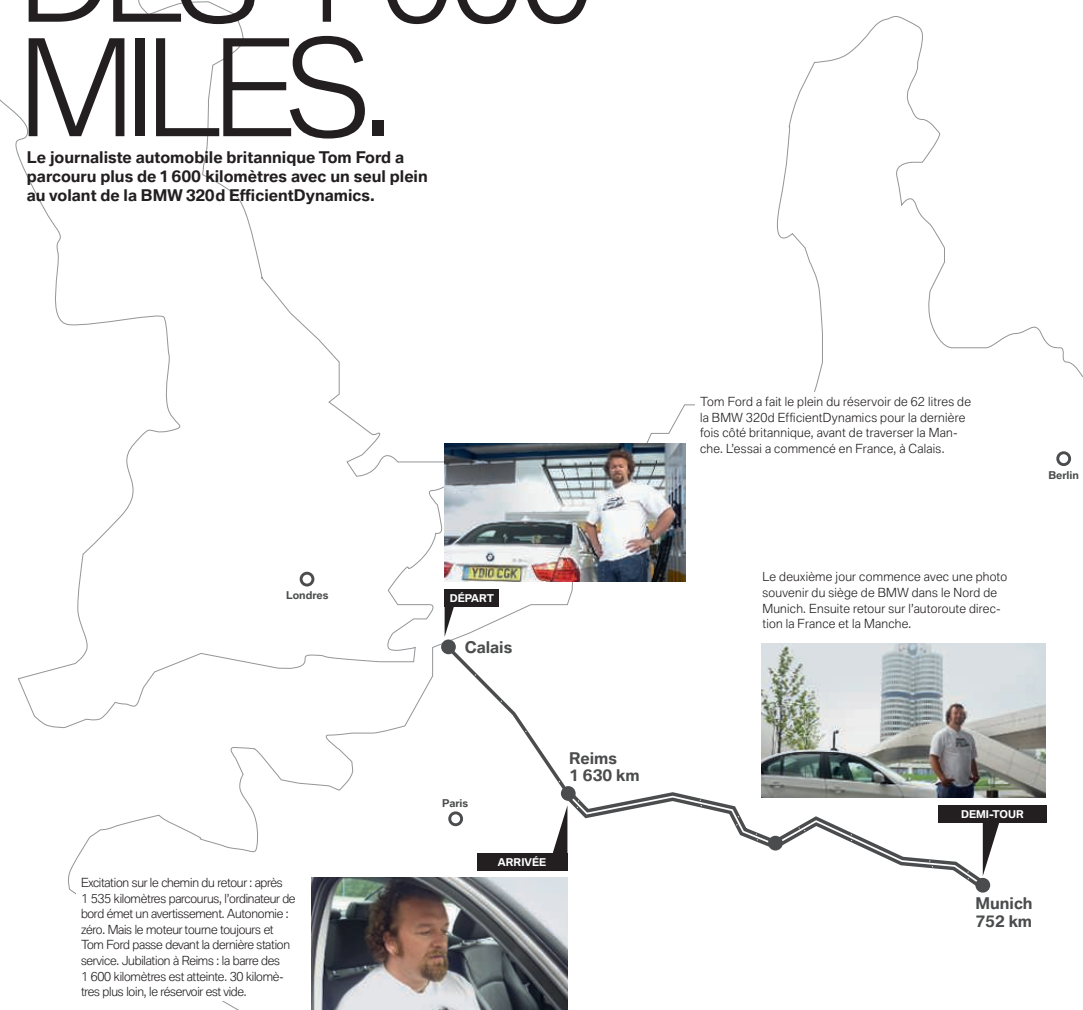 DES 1 000
MILES.
Le journaliste automobile britannique Tom Ford a
parcouru plus de 1 600 kilomètres avec un seul plein
au volant de la BMW 320d EfficientDynamics.
Tom Ford a fait le plein du réservoir de 62 litres de
la BMW 320d EfficientDynamics pour la dernière
fois côté britannique, avant de traverser la Man-
che. L'essai a commencé en France, à Calais.
Berlin
YD10 CGK
Londres
DÉPART
Calais
Le deuxième jour commence avec une photo
souvenir du siège de BMW dans le Nord de
Munich. Ensuite retour sur l'autoroute direc-
tion la France et la Manche.
Reims
1 630 km
Paris
DEMI-TOUR
ARRIVÉE
Munich
752 km
Excitation sur le chemin du retour : après
1 535 kilomètres parcourus, l'ordinateur de
bord émet un avertissement. Autonomie :
zéro. Mais le moteur tourne toujours et
Tom Ford passe devant la dernière station
service. Jubilation à Reims : la barre des
1 600 kilomètres est atteinte. 30 kilomè-
tres plus loin, le réservoir est vide.